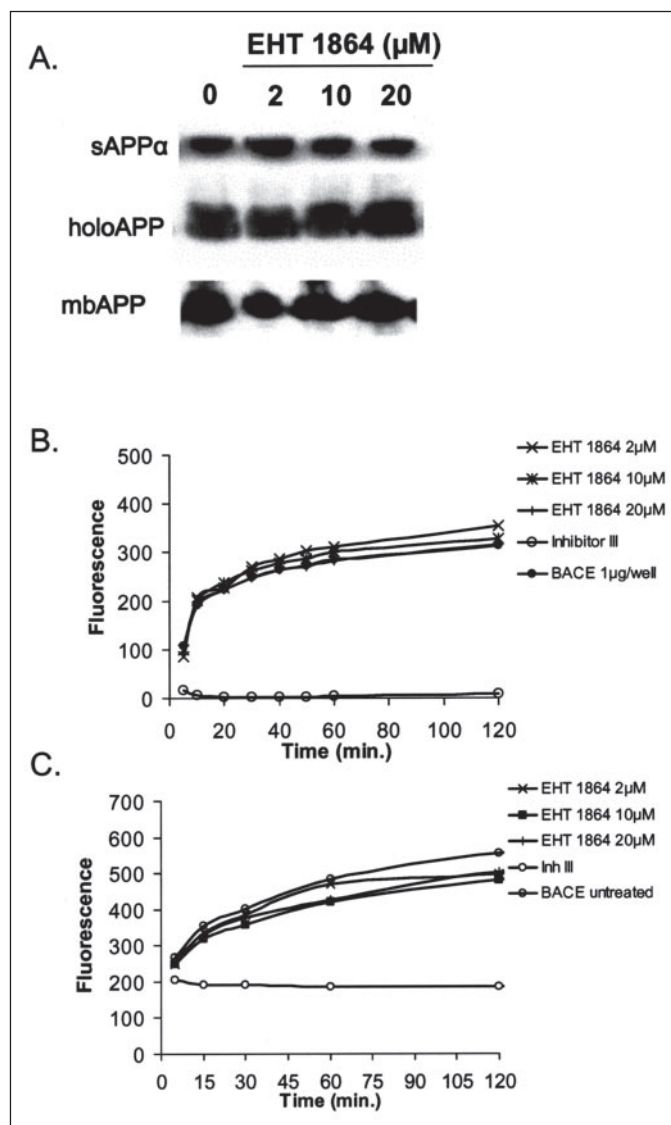 A.
EHT 1864 (µM)
0 2 10 20
sAPPα
holoAPP
mbAPP
B.
500
400
300
200
100
0
Fluorescence
0 20 40 60 80 100 120
Time (min.)
EHT 1864 2µM
EHT 1864 10µM
EHT 1864 20µM
Inhibitor III
BACE 1µg/well
C.
700
600
500
400
300
200
100
0
Fluorescence
0 15 30 45 60 75 90 105 120
Time (min.)
EHT 1864 2µM
EHT 1864 10µM
EHT 1864 20µM
Inh III
BACE untreated